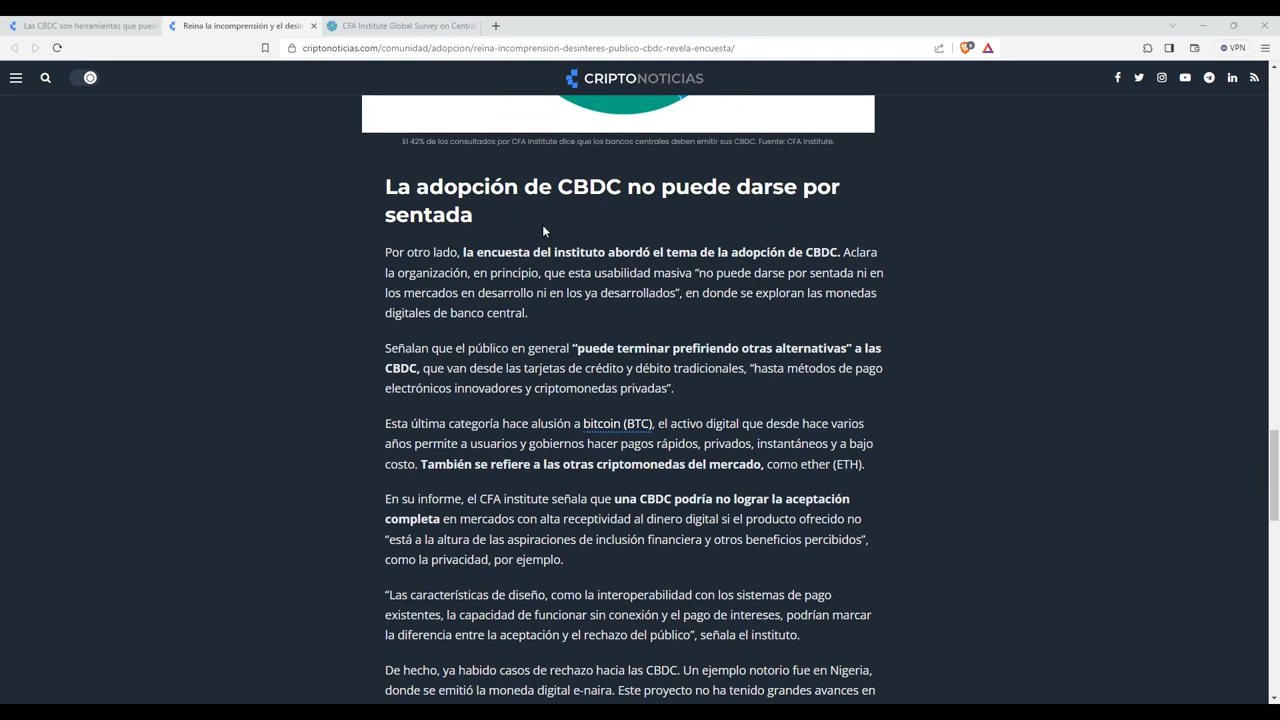 Las CBDC son herramientas que pued
Reina la incomprensión y el desin
CFA Institute Global Survey on Centra
criptonoticias.com/comunidad/adopcion/reina-incomprension-desinteres-publico-cbdc-revela-encuesta/
VPN
CRIPTONOTICIAS
El 42% de los consultados por CFA Institute dice que los bancos centrales deben emitir sus CBDC. Fuente: CFA Institute.
La adopción de CBDC no puede darse por
sentada
Por otro lado, la encuesta del instituto abordó el tema de la adopción de CBDC. Aclara
la organización, en principio, que esta usabilidad masiva “no puede darse por sentada ni en
los mercados en desarrollo ni en los ya desarrollados“, en donde se exploran las monedas
digitales de banco central.
Señalan que el público en general “puede terminar prefiriendo otras alternativas” a las
CBDC, que van desde las tarjetas de crédito y débito tradicionales, “hasta métodos de pago
electrónicos innovadores y criptomonedas privadas”.
Esta última categoría hace alusión a bitcoin (BTC), el activo digital que desde hace varios
años permite a usuarios y gobiernos hacer pagos rápidos, privados, instantáneos y a bajo
costo. También se refiere a las otras criptomonedas del mercado, como ether (ETH).
En su informe, el CFA institute señala que una CBDC podría no lograr la aceptación
completa en mercados con alta receptividad al dinero digital si el producto ofrecido no
“está a la altura de las aspiraciones de inclusión financiera y otros beneficios percibidos”,
como la privacidad, por ejemplo.
“Las características de diseño, como la interoperabilidad con los sistemas de pago
existentes, la capacidad de funcionar sin conexión y el pago de intereses, podrían marcar
la diferencia entre la aceptación y el rechazo del público”, señala el instituto.
De hecho, ya habido casos de rechazo hacia las CBDC. Un ejemplo notorio fue en Nigeria,
donde se emitió la moneda digital e-naira. Este proyecto no ha tenido grandes avances en